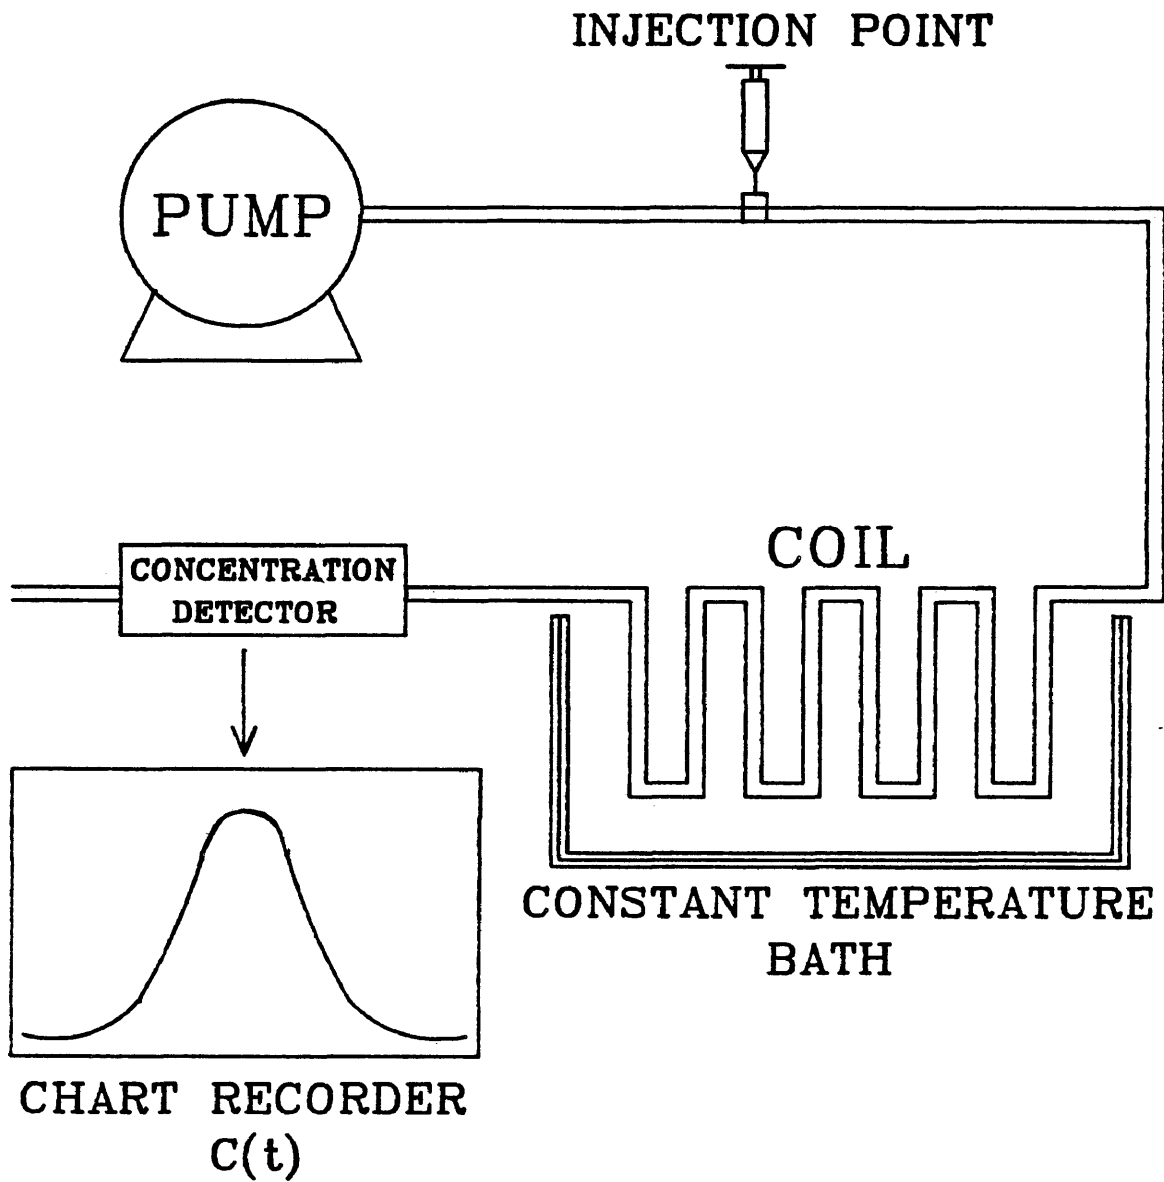 INJECTION POINT
PUMP
COIL
CONCENTRATION
DETECTOR
CONSTANT TEMPERATURE
BATH
CHART RECORDER
C(t)